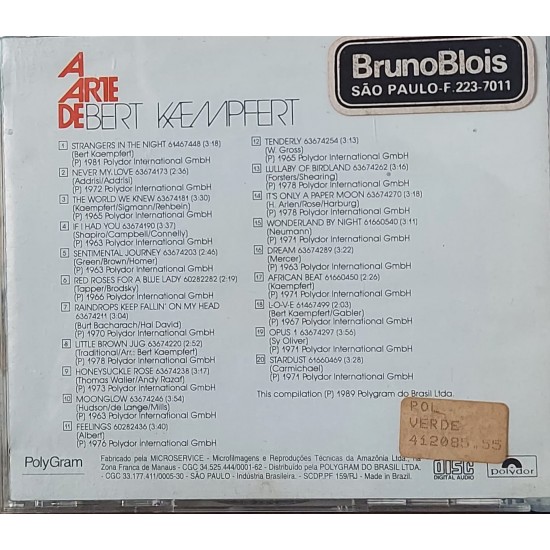 A
ARTE
DE BERT KAEMPFERT
BrunoBlois
SÃO PAULO-F.223-7011
1 STRANGERS IN THE NIGHT 61467448 (3:18)
(Bert Kaempfert)
(P) 1981 Polydor International GmbH
2 NEVER MY LOVE 63674173 (2:36)
(Addrisi/Addrisi)
(P) 1972 Polydor International GmbH
3 THE WORLD WE KNEW 63674181 (3:30)
(Kaempfert/Sigmann/Rehbein)
(P) 1965 Polydor International GmbH
4 IF I HAD YOU 63674190 (3:37)
(Shapiro/Campbell/Connelly)
(P) 1963 Polydor International GmbH
5 SENTIMENTAL JOURNEY 63674203 (2:46)
(Green/Brown/Homer)
(P) 1963 Polydor International GmbH
6 RED ROSES FOR A BLUE LADY 60282282 (2:19)
(Tapper/Brodsky)
(P) 1966 Polydor International GmbH
7 RAINDROPS KEEP FALLIN' ON MY HEAD
63674211 (3:04)
(Burt Bacharach/Hal David)
(P) 1970 Polydor International GmbH
8 LITTLE BROWN JUG 63674220 (2:52)
(Traditional/Arr.: Bert Kaempfert)
(P) 1978 Polydor International GmbH
9 HONEYSUCKLE ROSE 63674238 (3:17)
(Thomas Waller/Andy Razaf)
(P) 1973 Polydor International GmbH
10 MOONGLOW 63674246 (3:54)
(Hudson/de Lange/Mills)
(P) 1963 Polydor International GmbH
11 FEELINGS 60282436 (3:40)
(Albert)
(P) 1976 Polydor International GmbH
12 TENDERLY 63674254 (3:13)
(W. Gross)
(P) 1965 Polydor International GmbH
13 LULLABY OF BIRDLAND 63674262 (3:16)
(Forsters/Shearing)
(P) 1978 Polydor International GmbH
14 IT'S ONLY A PAPER MOON 63674270 (3:18)
(H. Arlen/Rose/Harburg)
(P) 1978 Polydor International GmbH
15 WONDERLAND BY NIGHT 61660540 (3:11)
(Neumann)
(P) 1971 Polydor International GmbH
16 DREAM 63674289 (3:22)
(Mercer)
(P) 1963 Polydor International GmbH
17 AFRICAN BEAT 61660450 (2:26)
(Kaempfert)
(P) 1971 Polydor International GmbH
18 L-O-V-E 61467499 (2:03)
(Bert Kaempfert/Gabler)
(P) 1967 Polydor International GmbH
19 OPUS 1 63674297 (3:56)
(Sy Oliver)
(P) 1971 Polydor International GmbH
20 STARDUST 61660469 (3:28)
(Carmichael)
(P) 1971 Polydor International GmbH
This compilation (P) 1989 Polygram do Brasil Ltda.
POL
VERDE
412085.55
PolyGram
Fabricado pela MICROSERVICE - Microfilmagens e Reproduções Técnicas da Amazônia Ltda.,
Zona Franca de Manaus - CGC 34.525.444/0001-62 - Distribuído pela POLYGRAM DO BRASIL LTDA.
- CGC 33.177.411/0005-30 - SÃO PAULO - Indústria Brasileira. - SCDP.PF 159/RJ - Made in Brazil.
COMPACT
disc
DIGITAL AUDIO
polydor